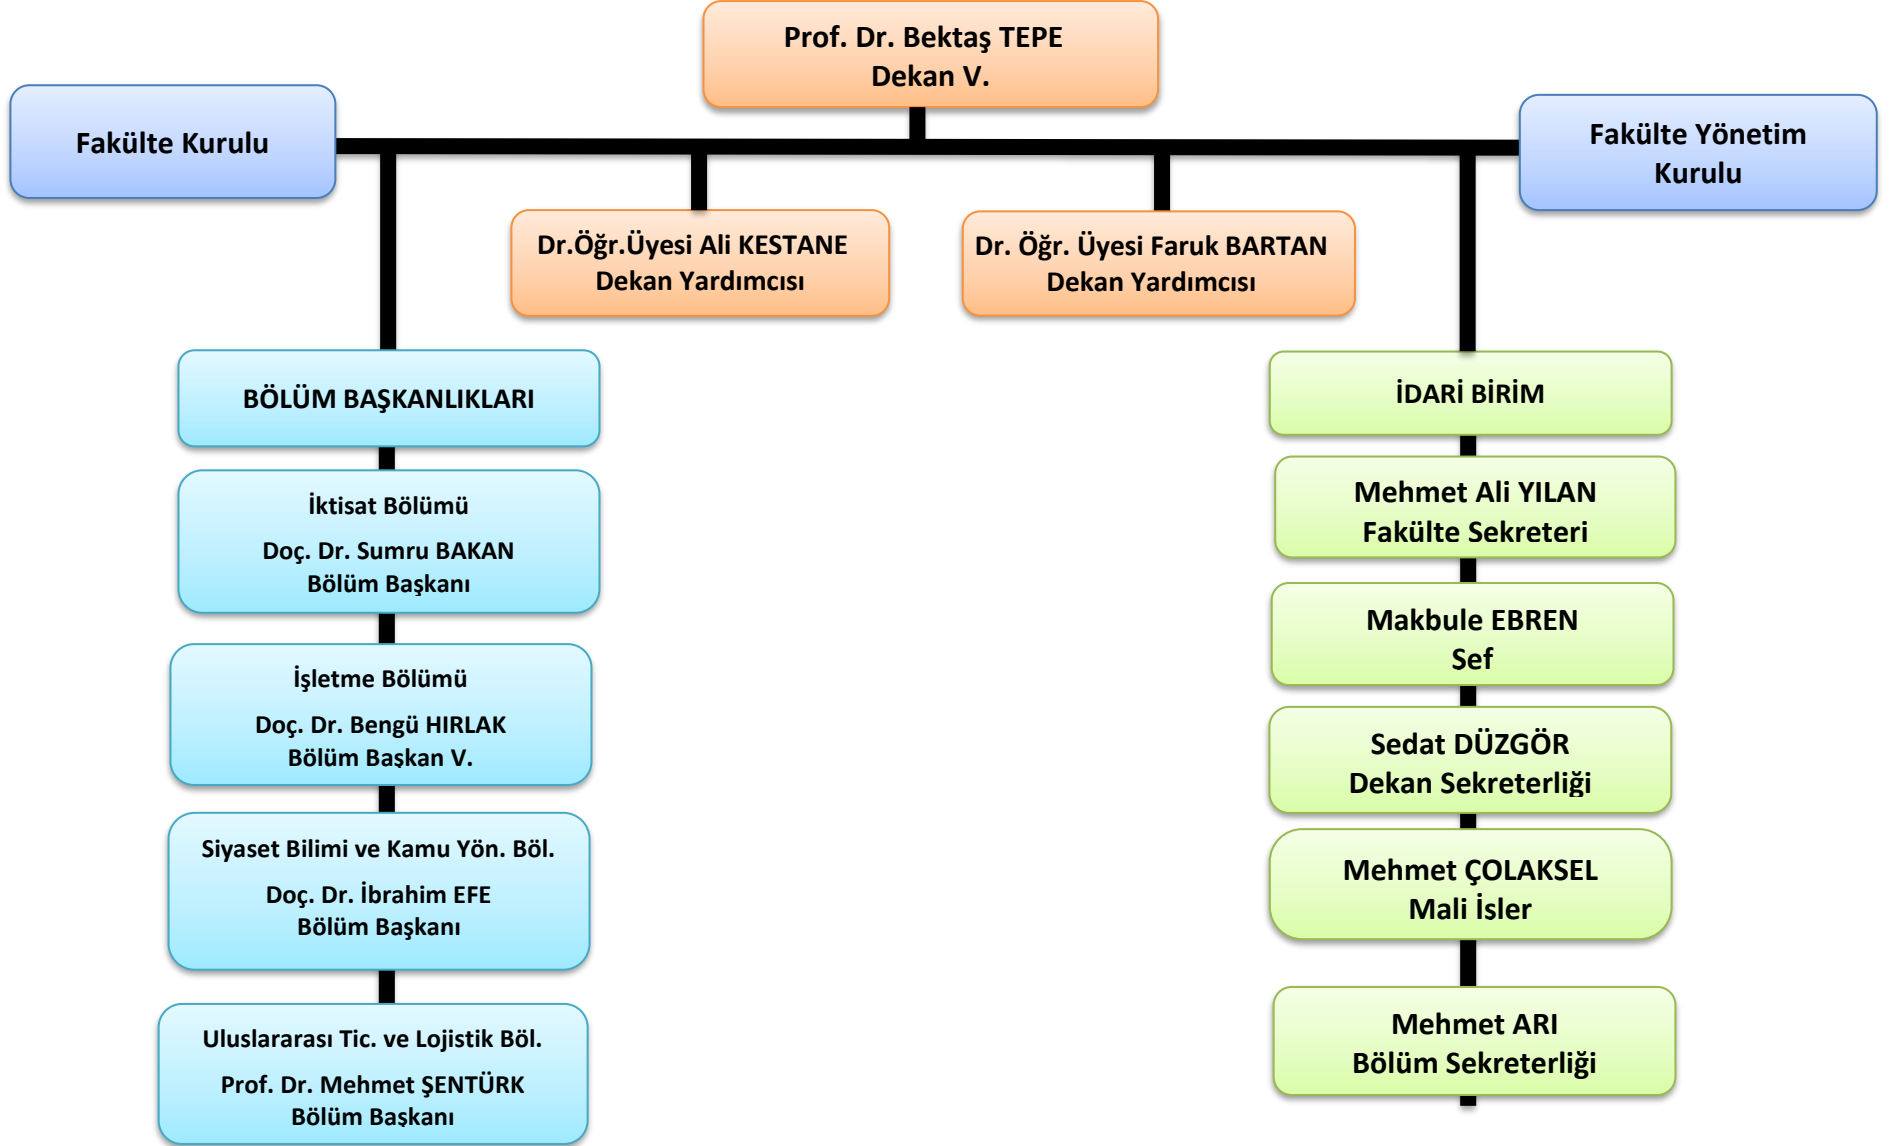 Prof. Dr. Bektaş TEPE
Dekan V.
Fakülte Kurulu
Fakülte Yönetim
Kurulu
Dr.Öğr.Üyesi Ali KESTANE
Dekan Yardımcısı
Dr. Öğr. Üyesi Faruk BARTAN
Dekan Yardımcısı
BÖLÜM BAŞKANLIKLARI
İktisat Bölümü
Doç. Dr. Sumru BAKAN
Bölüm Başkanı
İşletme Bölümü
Doç. Dr. Bengü HIRLAK
Bölüm Başkan V.
Siyaset Bilimi ve Kamu Yön. Böl.
Doç. Dr. İbrahim EFE
Bölüm Başkanı
Uluslararası Tic. ve Lojistik Böl.
Prof. Dr. Mehmet ŞENTÜRK
Bölüm Başkanı
İDARİ BİRİM
Mehmet Ali YILAN
Fakülte Sekreteri
Makbule EBREN
Sef
Sedat DÜZGÖR
Dekan Sekreterliği
Mehmet ÇOLAKSEL
Mali İsler
Mehmet ARI
Bölüm Sekreterliği